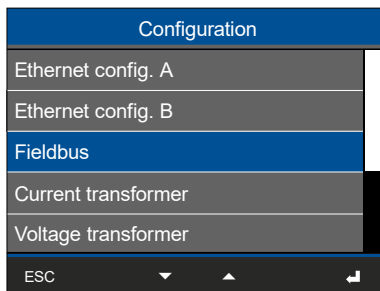 Configuration
Ethernet config. A
Ethernet config. B
Fieldbus
Current transformer
Voltage transformer
ESC